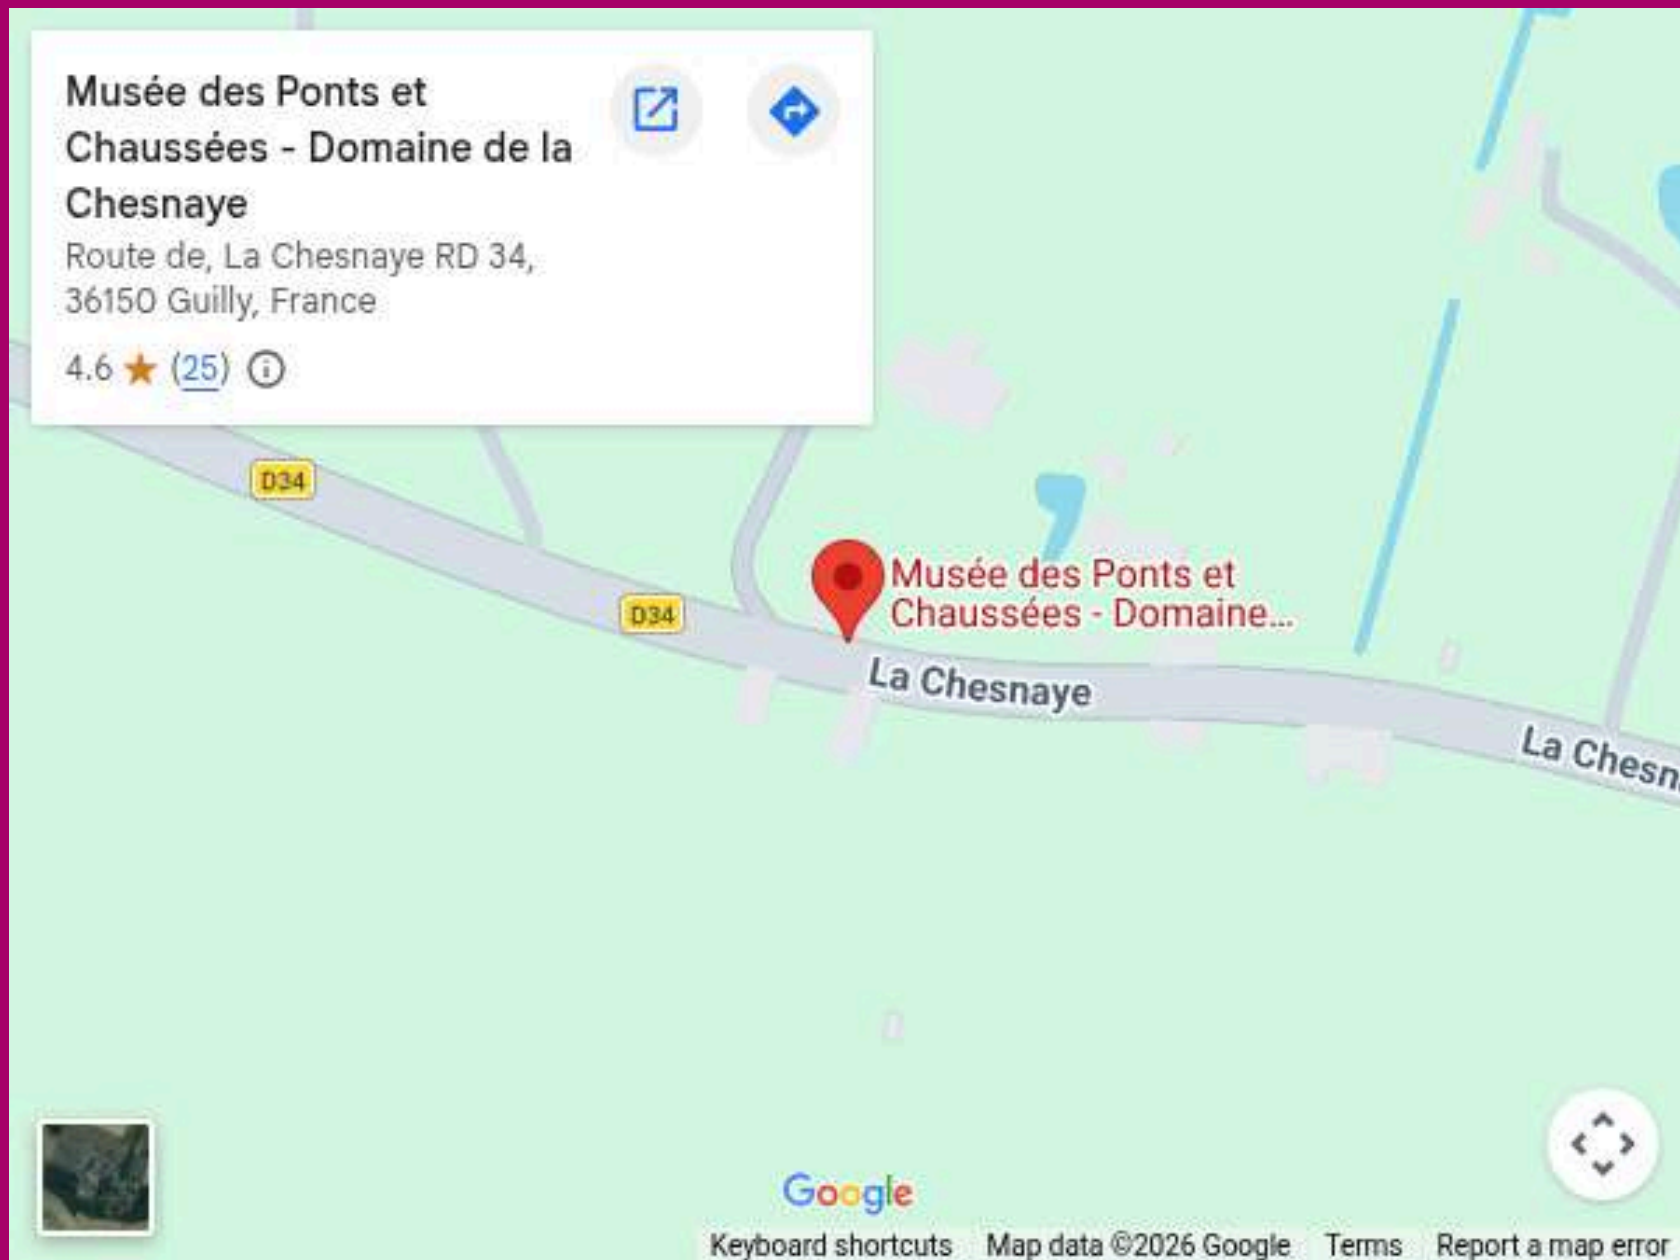 Musée des Ponts et
Chaussées - Domaine de la
Chesnaye
Route de, La Chesnaye RD 34,
36150 Guilly, France
4.6 ★ (25)
D34
D34
Musée des Ponts et
Chaussées - Domaine...
La Chesnaye
La Chesn
Google
Keyboard shortcuts Map data ©2026 Google Terms Report a map error